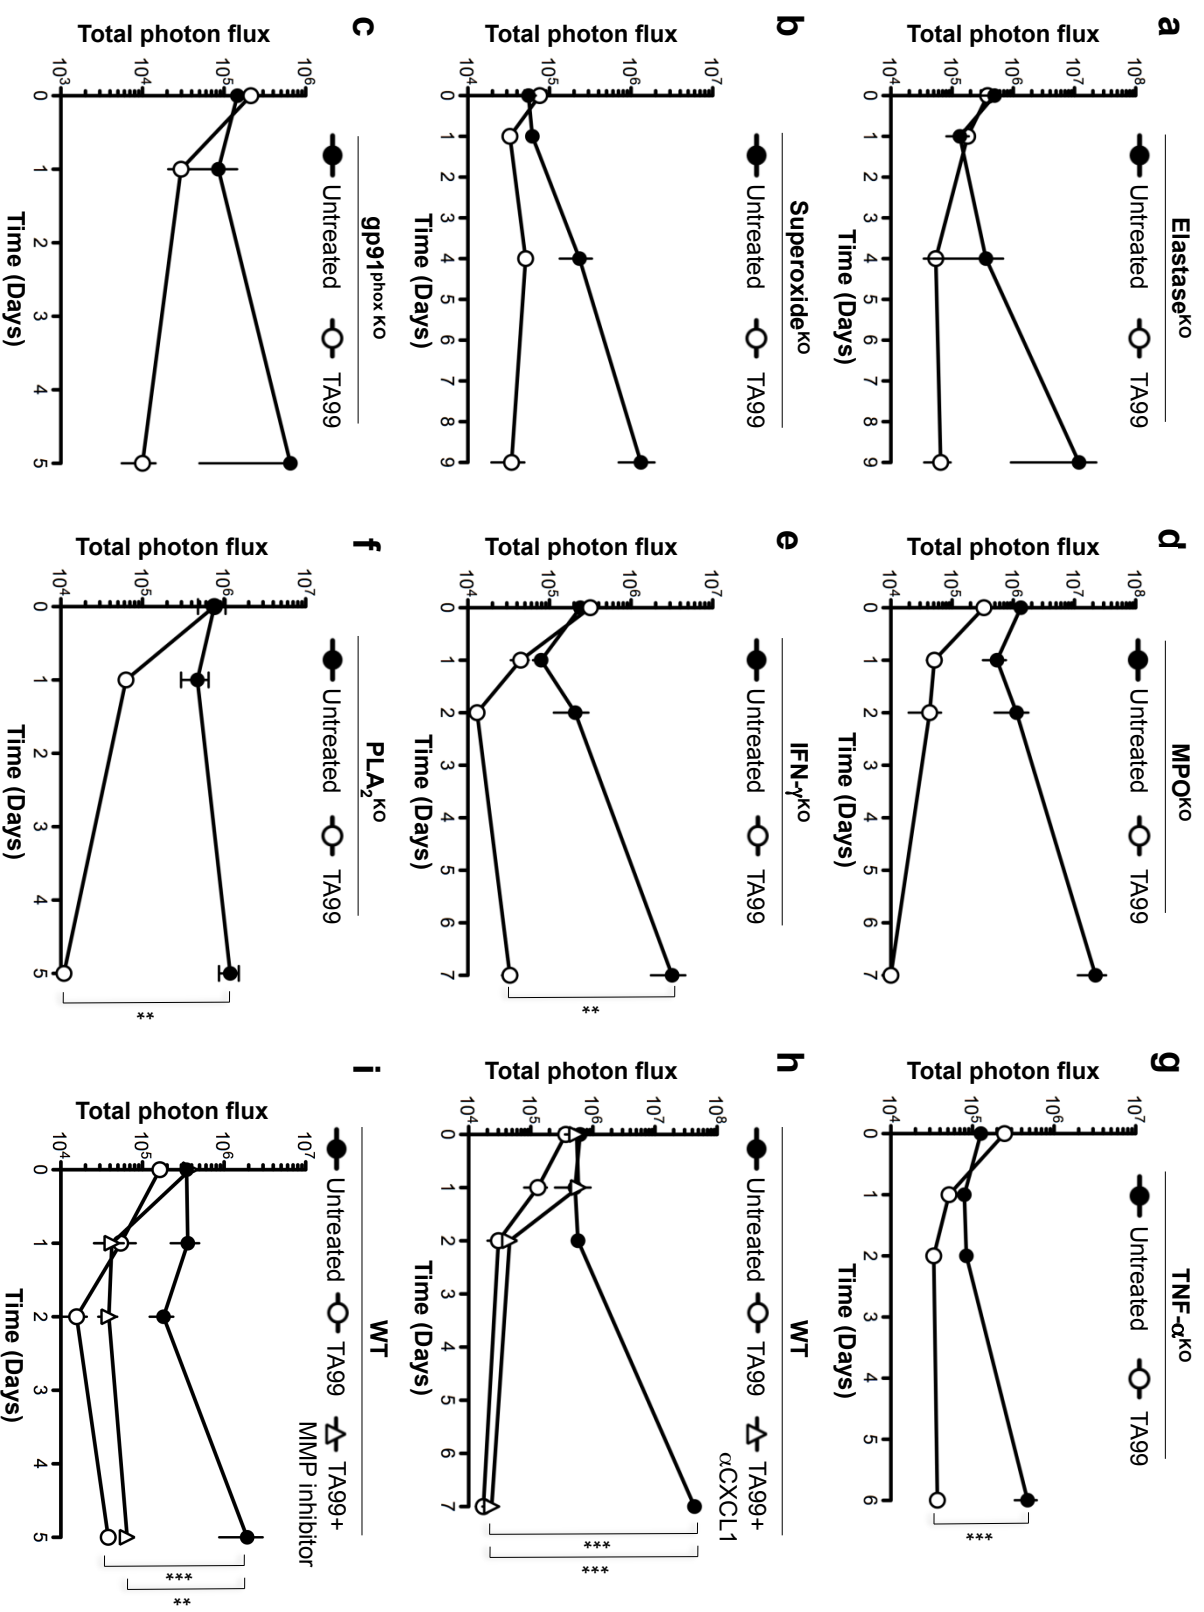 a
Elastase^KO
Untreated TA99
Total photon flux
10^8
10^7
10^6
10^5
10^4
0 1 2 3 4 5 6 7 8 9
Time (Days)
b
Superoxide^KO
Untreated TA99
Total photon flux
10^7
10^6
10^5
10^4
0 1 2 3 4 5 6 7 8 9
Time (Days)
c
gp91^phox KO
Untreated TA99
Total photon flux
10^6
10^5
10^4
10^3
0 1 2 3 4 5
Time (Days)
d
MPO^KO
Untreated TA99
Total photon flux
10^8
10^7
10^6
10^5
10^4
0 1 2 3 4 5 6 7
Time (Days)
e
IFN-γ^KO
Untreated TA99
Total photon flux
10^7
10^6
10^5
10^4
0 1 2 3 4 5 6 7
**
Time (Days)
f
PLA₂^KO
Untreated TA99
Total photon flux
10^7
10^6
10^5
10^4
0 1 2 3 4 5
**
Time (Days)
g
TNF-α^KO
Untreated TA99
Total photon flux
10^7
10^6
10^5
10^4
0 1 2 3 4 5 6
***
Time (Days)
h
WT
Untreated TA99 TA99+
αCXCL1
Total photon flux
10^8
10^7
10^6
10^5
10^4
0 1 2 3 4 5 6 7
*** ***
Time (Days)
i
WT
Untreated TA99 TA99+
MMP inhibitor
Total photon flux
10^7
10^6
10^5
10^4
0 1 2 3 4 5
*** **
Time (Days)